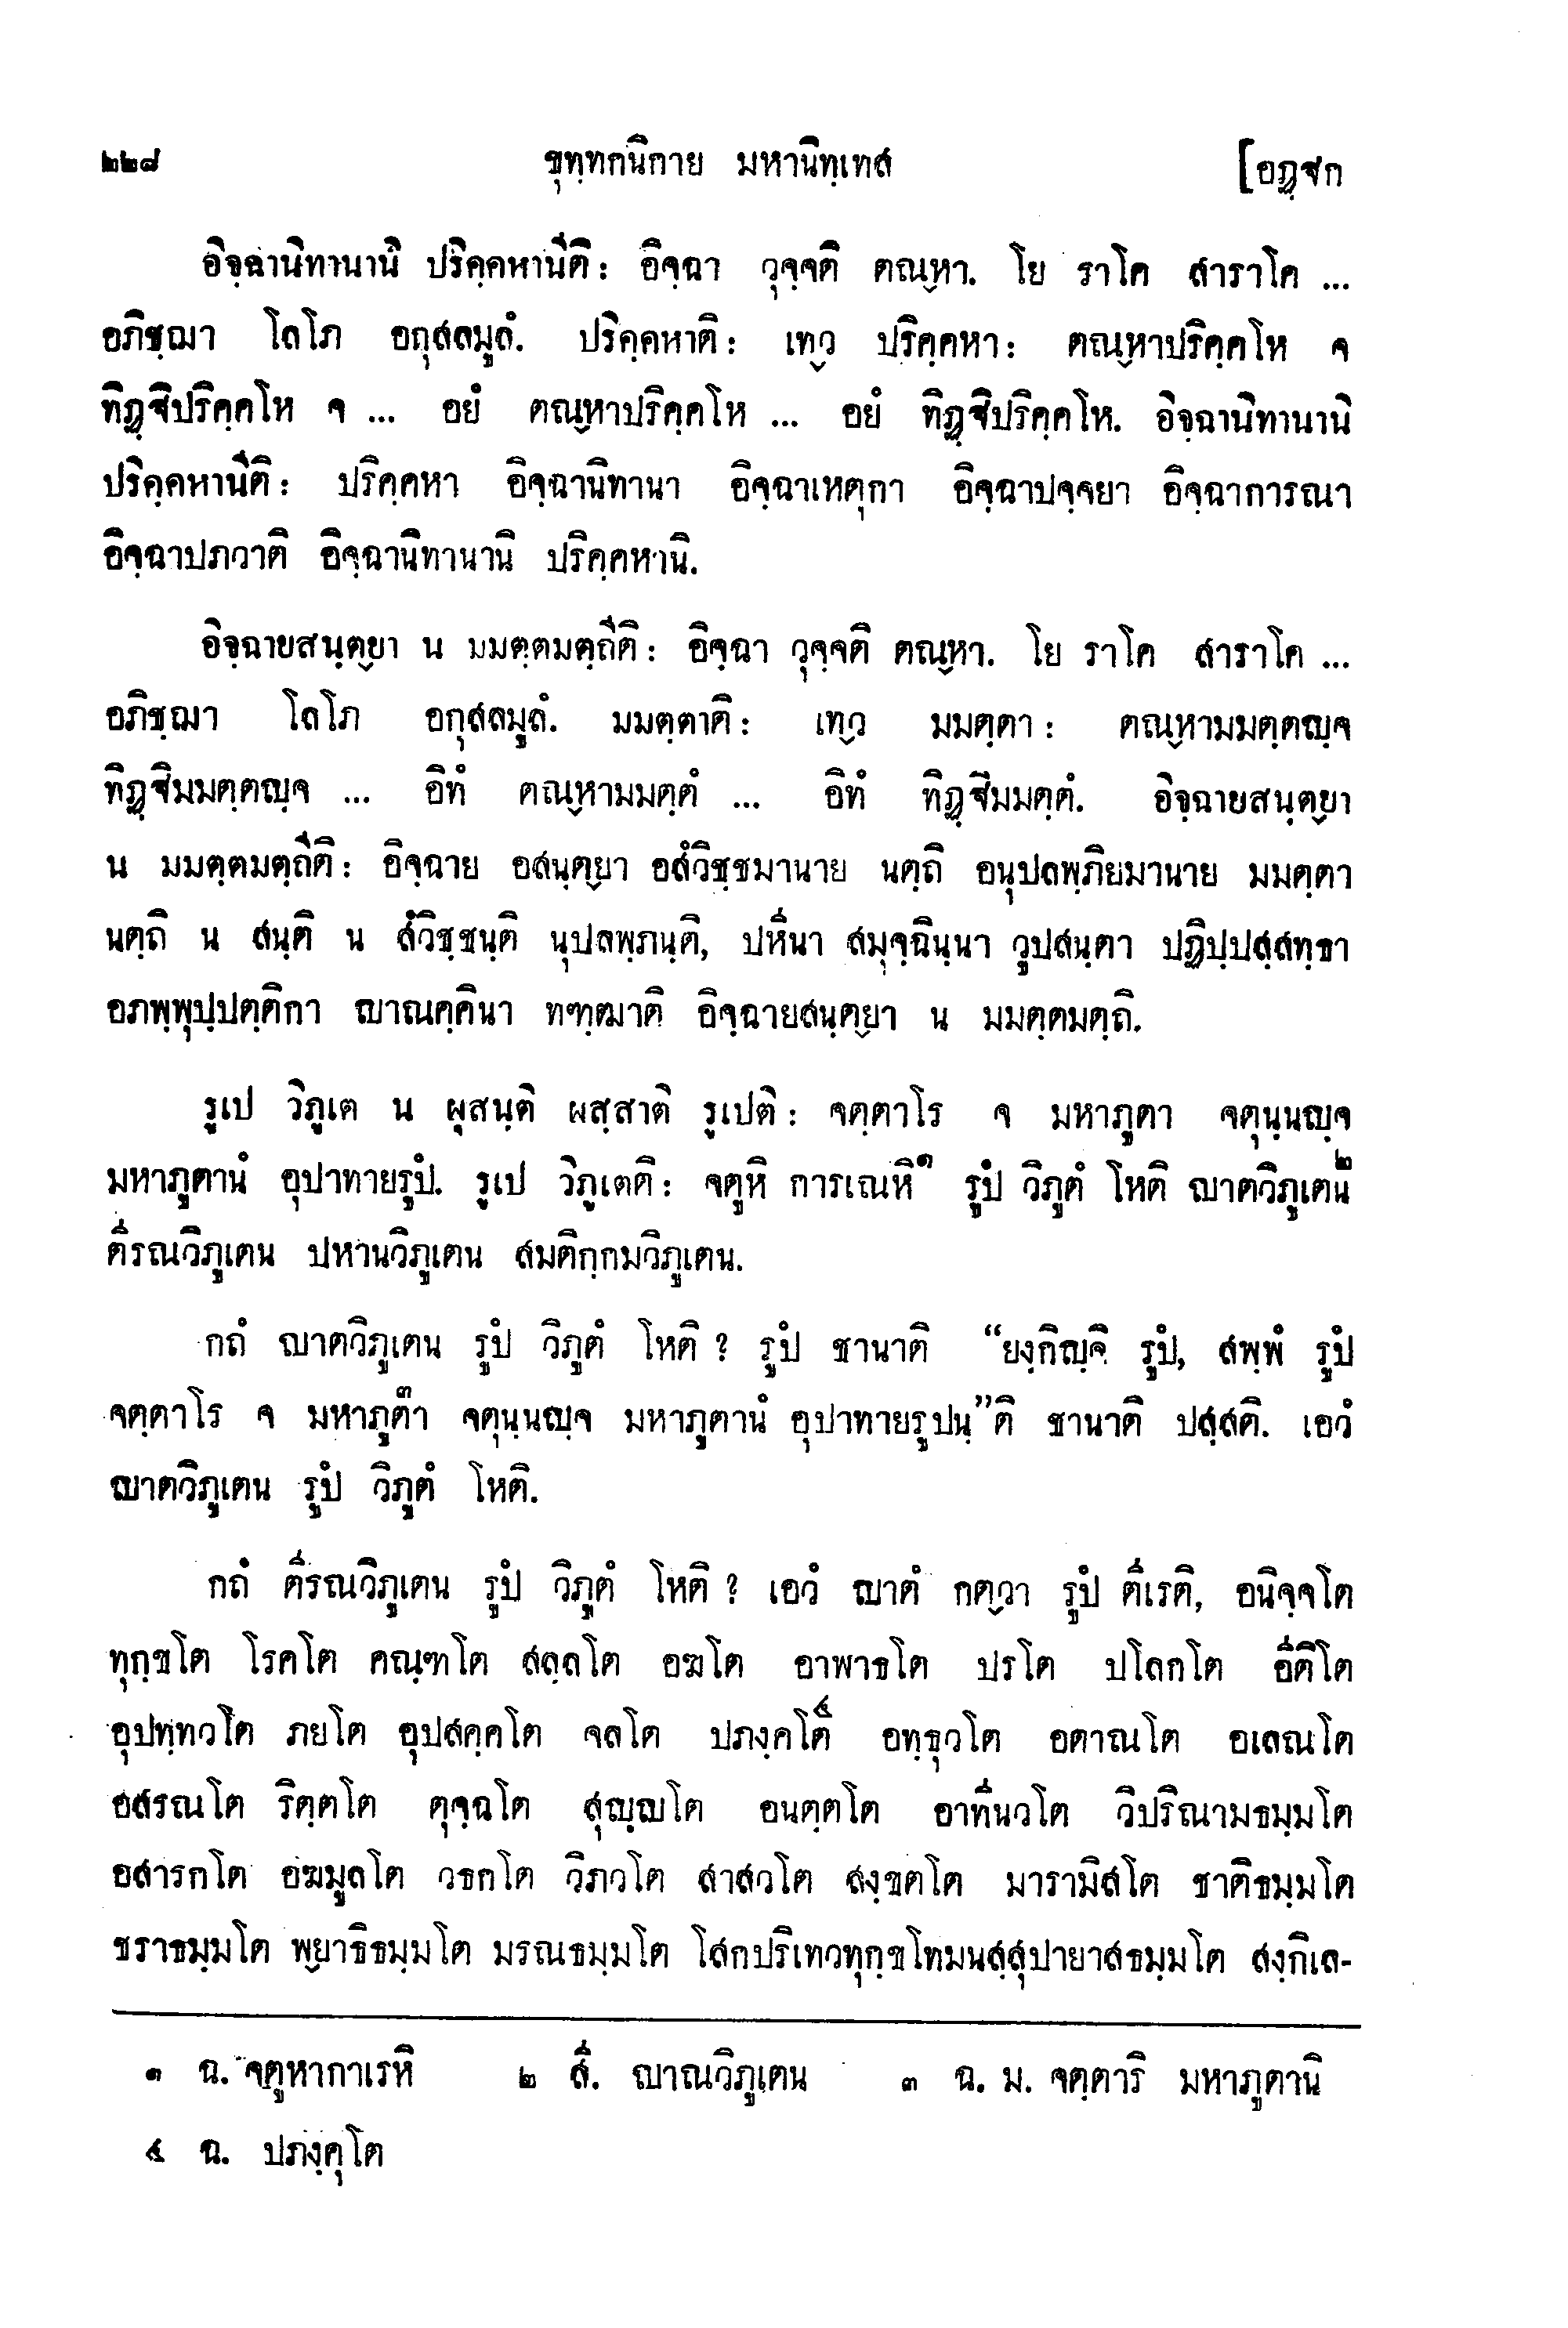 ๒๒๘ ขุทฺทกนิกาย มหานิทฺเทส [อฏฺฐก
อิจฺฉานิทานานิ ปริคฺคหานีติ: อิจฺฉา วุจฺจติ ตณฺหา. โย ราโค สาราโค ...
อภิชฺฌา โลโภ อกุสลมูลํ. ปริคฺคหาติ: เทฺว ปริคฺคหา: ตณฺหาปริคฺคโห จ
ทิฏฺฐิปริคฺคโห จ ... อยํ ตณฺหาปริคฺคโห ... อยํ ทิฏฺฐิปริคฺคโห. อิจฺฉานิทานานิ
ปริคฺคหานีติ: ปริคฺคหา อิจฺฉานิทานา อิจฺฉาเหตุกา อิจฺฉาปจฺจยา อิจฺฉาการณา
อิจฺฉาปภวาติ อิจฺฉานิทานานิ ปริคฺคหานิ.
อิจฺฉายสนฺตฺยา น มมตฺตมตฺถีติ: อิจฺฉา วุจฺจติ ตณฺหา. โย ราโค สาราโค ...
อภิชฺฌา โลโภ อกุสลมูลํ. มมตฺตาติ: เทฺว มมตฺตา: ตณฺหามมตฺตญฺจ
ทิฏฺฐิมมตฺตญฺจ ... อิทํ ตณฺหามมตฺตํ ... อิทํ ทิฏฺฐิมมตฺตํ. อิจฺฉายสนฺตฺยา
น มมตฺตมตฺถีติ: อิจฺฉาย อสนฺตฺยา อสํวิชฺชมานาย นตฺถิ อนุปลพฺภิยมานาย มมตฺตา
นตฺถิ น สนฺติ น สํวิชฺชนฺติ นุปลพฺภนฺติ, ปหีนา สมุจฺฉินฺนา วูปสนฺตา ปฏิปฺปสฺสทฺธา
อภพฺพุปฺปตฺติกา ญาณคฺคินา ทฑฺฒาติ อิจฺฉายสนฺตฺยา น มมตฺตมตฺถิ.
รูเป วิภูเต น ผุสนฺติ ผสฺสาติ รูเปติ: จตฺตาโร จ มหาภูตา จตุนฺนญฺจ
มหาภูตานํ อุปาทายรูปํ. รูเป วิภูเตติ: จตูหิ การเณหิ๑ รูปํ วิภูตํ โหติ ญาตวิภูเตน๒
ตีรณวิภูเตน ปหานวิภูเตน สมติกฺกมวิภูเตน.
กถํ ญาตวิภูเตน รูปํ วิภูตํ โหติ ? รูปํ ชานาติ “ยงฺกิญฺจิ รูปํ, สพฺพํ รูปํ
จตฺตาโร จ มหาภูตา๓ จตุนฺนญฺจ มหาภูตานํ อุปาทายรูปนฺ”ติ ชานาติ ปสฺสติ. เอวํ
ญาตวิภูเตน รูปํ วิภูตํ โหติ.
กถํ ตีรณวิภูเตน รูปํ วิภูตํ โหติ ? เอวํ ญาตํ กตฺวา รูปํ ตีเรติ, อนิจฺจโต
ทุกฺขโต โรคโต คณฺฑโต สลฺลโต อฆโต อาพาธโต ปรโต ปโลกโต อีติโต
อุปทฺทวโต ภยโต อุปสคฺคโต จลโต ปภงฺคโต๔ อทฺธุวโต อตาณโต อเลณโต
อสรณโต ริตฺตโต ตุจฺฉโต สุญฺญโต อนตฺตโต อาทีนวโต วิปริณามธมฺมโต
อสารกโต อฆมูลโต วธกโต วิภวโต สาสวโต สงฺขตโต มารามิสโต ชาติธมฺมโต
ชราธมฺมโต พฺยาธิธมฺมโต มรณธมฺมโต โสกปริเทวทุกฺขโทมนสฺสุปายาสธมฺมโต สงฺกิเล-
๑ ฉ. จตูหากาเรหิ ๒ สี. ญาณวิภูเตน ๓ ฉ. ม. จตฺตาริ มหาภูตานิ
๔ ฉ. ปภงฺคุโต